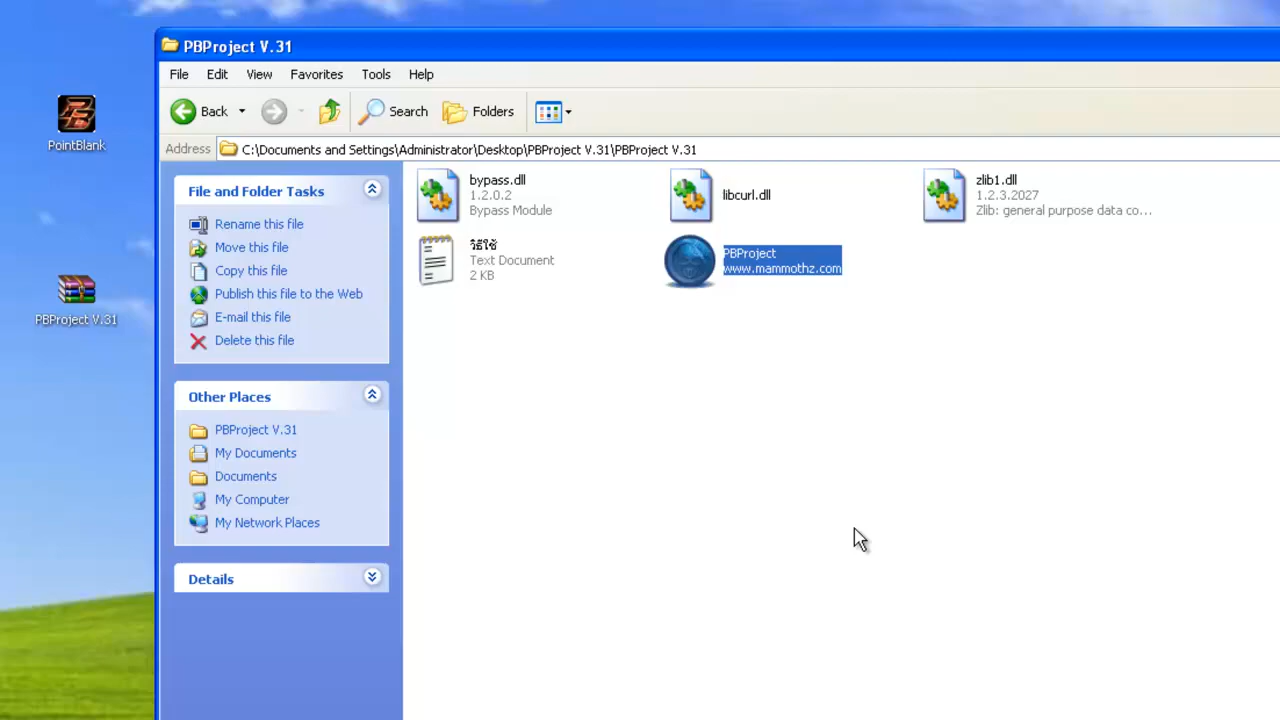 PBProject V.31
File Edit View Favorites Tools Help
Back Search Folders
Address C:\Documents and Settings\Administrator\Desktop\PBProject V.31\PBProject V.31
PointBlank
PBProject V.31
File and Folder Tasks
Rename this file
Move this file
Copy this file
Publish this file to the Web
E-mail this file
Delete this file
Other Places
PBProject V.31
My Documents
Documents
My Computer
My Network Places
Details
bypass.dll
1.2.0.2
Bypass Module
libcurl.dll
zlib1.dll
1.2.3.2027
Zlib: general purpose data co...
วิธีใช้
Text Document
2 KB
PBProject
www.mammothz.com